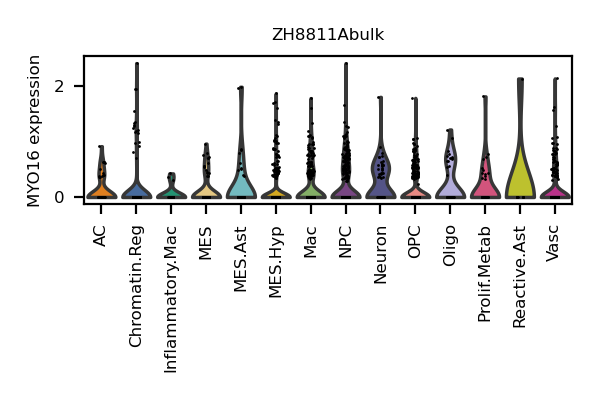 ZH8811Abulk
MYO16 expression
2
0
AC
Chromatin.Reg
Inflammatory.Mac
MES
MES.Ast
MES.Hyp
Mac
NPC
Neuron
OPC
Oligo
Prolif.Metab
Reactive.Ast
Vasc